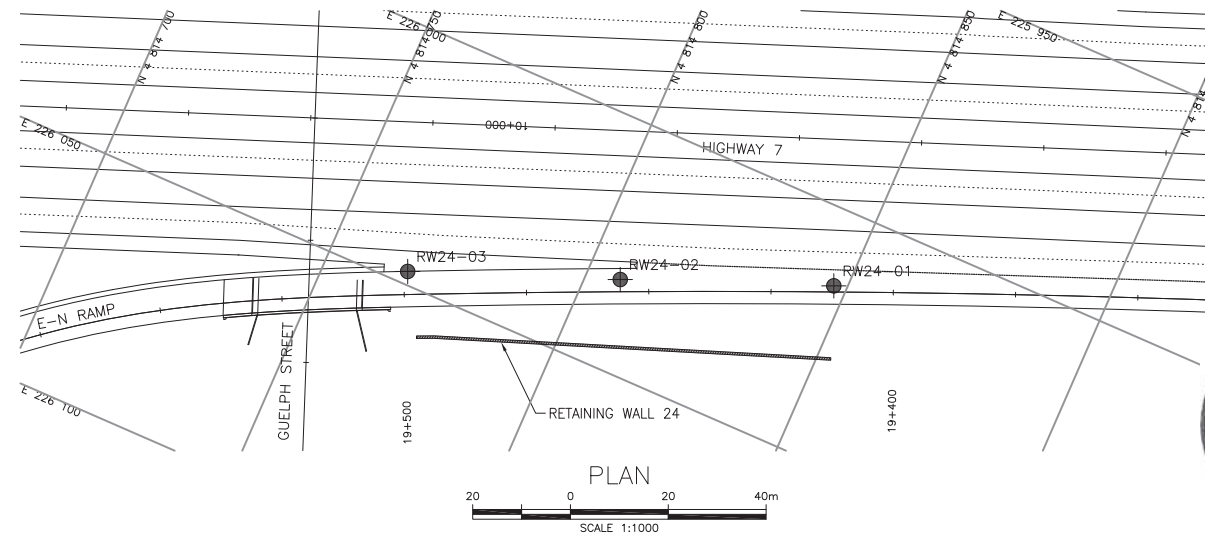 N 4 814 700
E 226 000
N 4 814 750
N 4 814 800
N 4 814 850
E 225 950
N 4 814
E 226 050
10+000
HIGHWAY 7
RW24-03
RW24-02
RW24-01
E-N RAMP
GUELPH STREET
E 226 100
19+500
RETAINING WALL 24
19+400
PLAN
20 0 20 40m
SCALE 1:1000